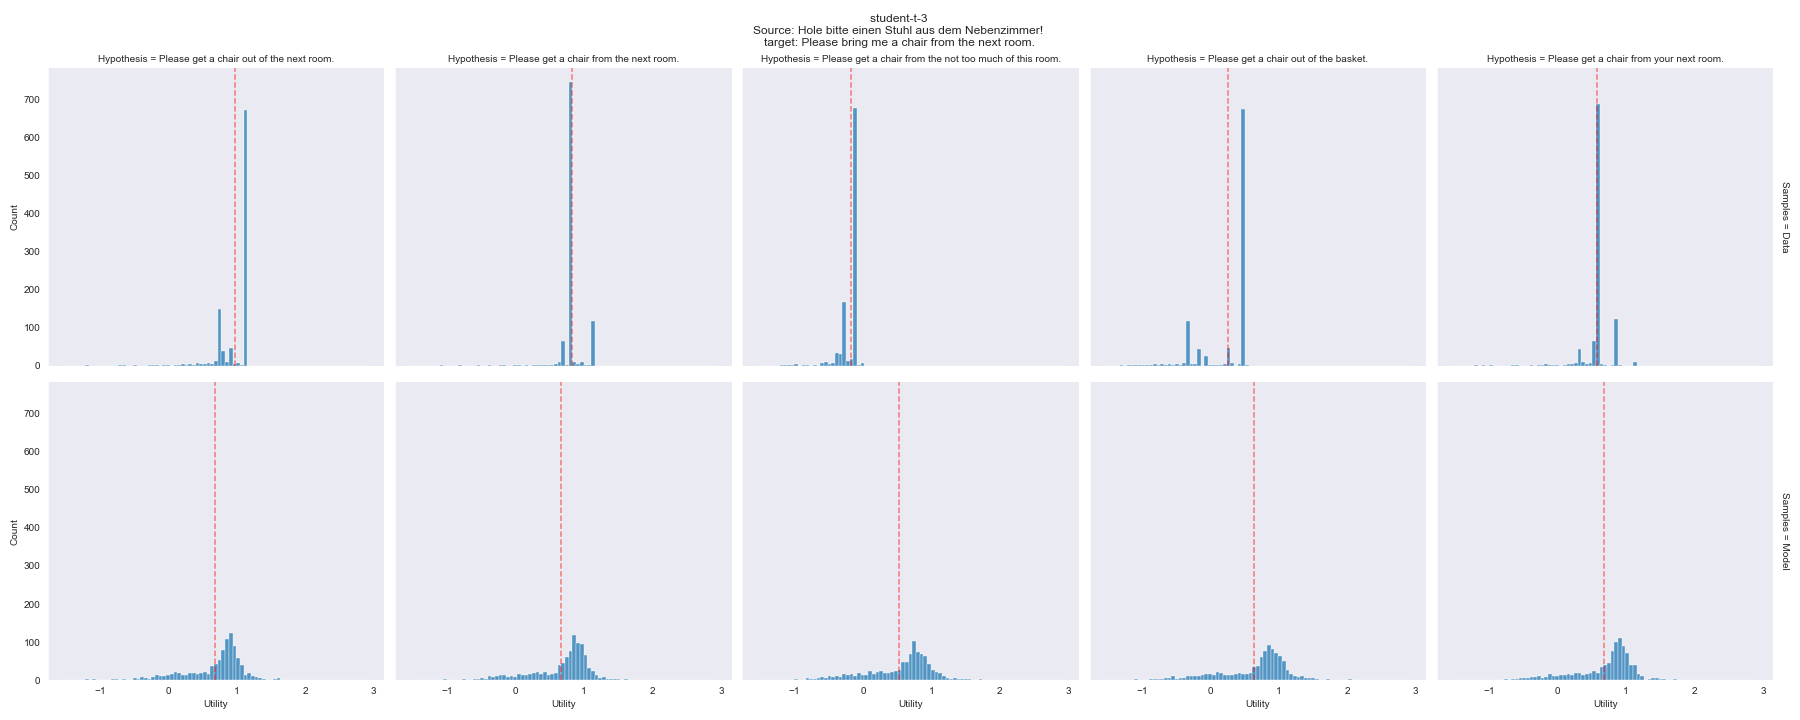 student-t-3
Source: Hole bitte einen Stuhl aus dem Nebenzimmer!
target: Please bring me a chair from the next room.
Hypothesis = Please get a chair out of the next room.
Hypothesis = Please get a chair from the next room.
Hypothesis = Please get a chair from the not too much of this room.
Hypothesis = Please get a chair out of the basket.
Hypothesis = Please get a chair from your next room.
700
600
500
400
300
200
100
0
Count
Samples = Data
700
600
500
400
300
200
100
0
Count
Samples = Model
−1 0 1 2 3
−1 0 1 2 3
−1 0 1 2 3
−1 0 1 2 3
−1 0 1 2 3
Utility
Utility
Utility
Utility
Utility